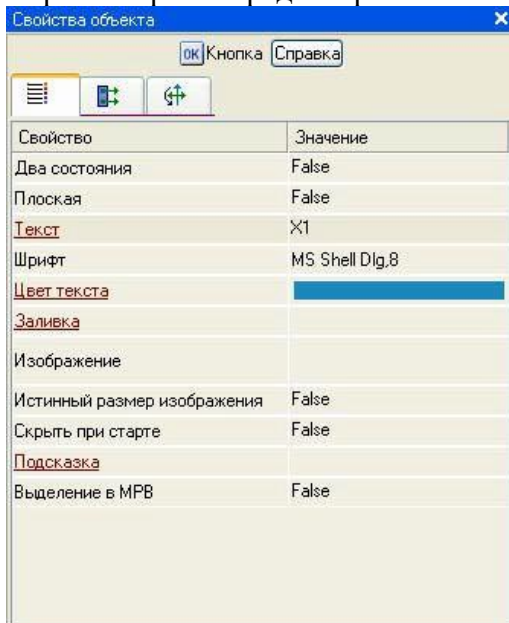 Свойства объекта
ок Кнопка Справка
Свойство Значение
Два состояния False
Плоская False
Текст X1
Шрифт MS Shell Dlg,8
Цвет текста
Заливка
Изображение
Истинный размер изображения False
Скрыть при старте False
Подсказка
Выделение в МРВ False